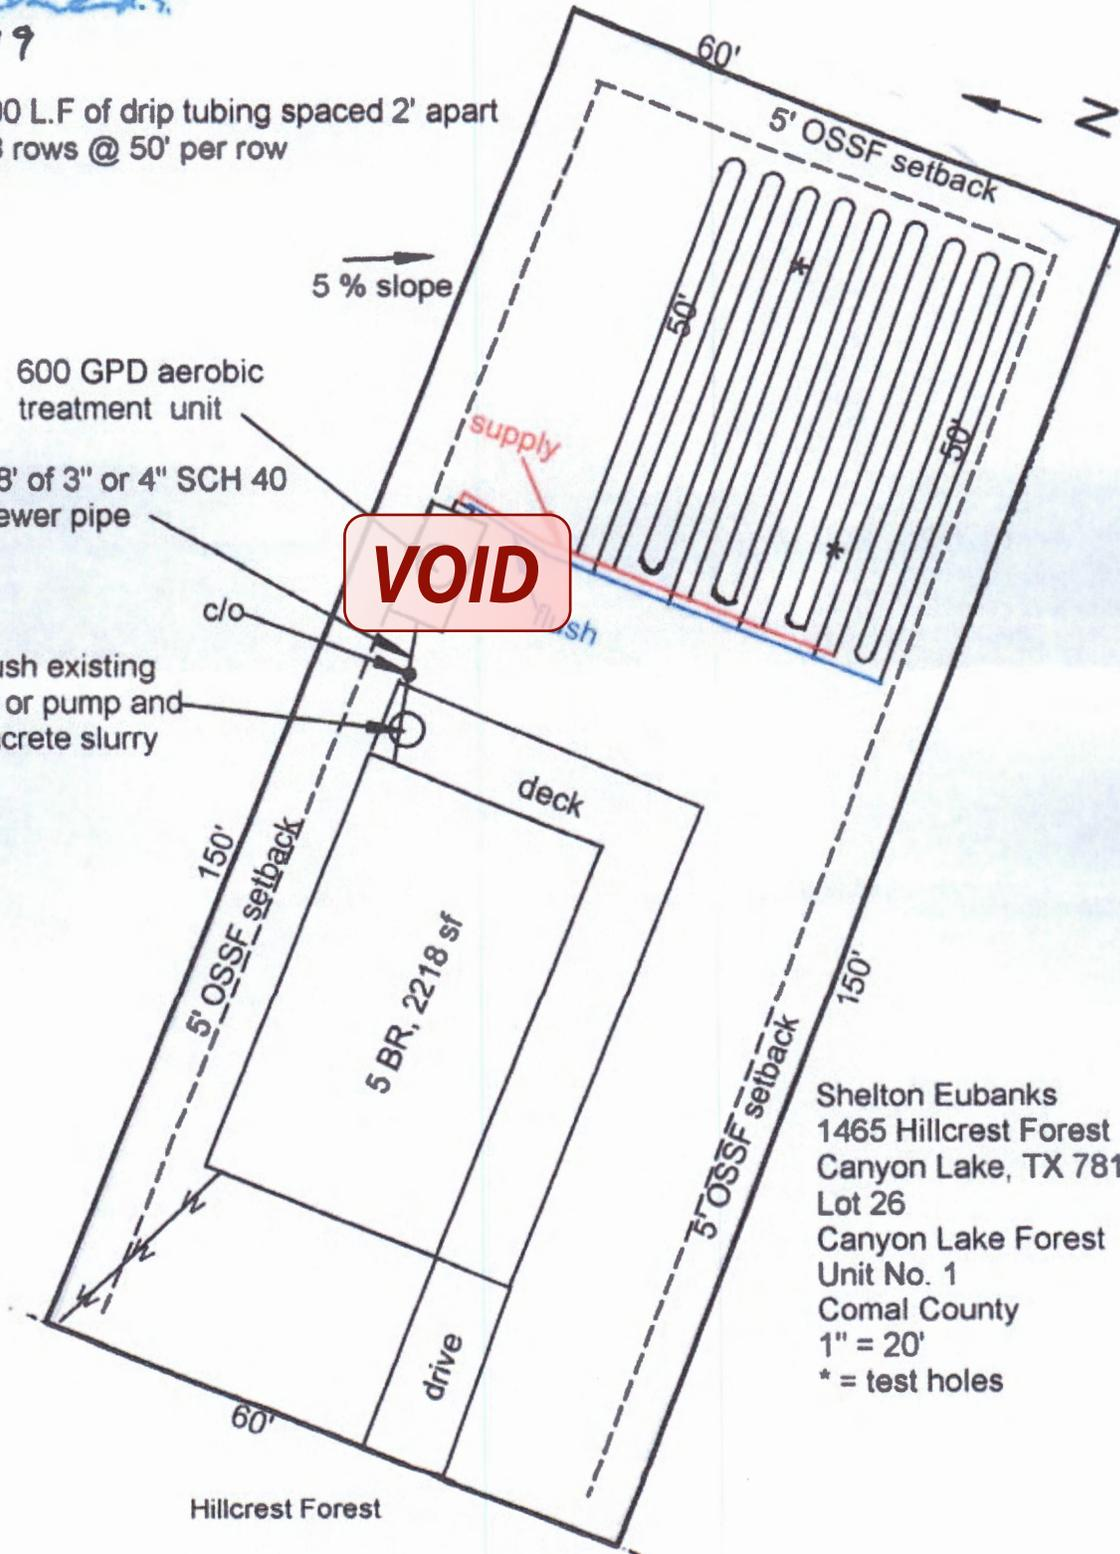 9
60'
N
0 L.F of drip tubing spaced 2' apart
rows @ 50' per row
5' OSSF setback
5 % slope
50'
600 GPD aerobic
treatment unit
supply
50'
8' of 3" or 4" SCH 40
ewer pipe
VOID
flush
c/o
ush existing
or pump and
crete slurry
deck
150'
5' OSSF setback
5 BR, 2218 sf
150'
5' OSSF setback
Shelton Eubanks
1465 Hillcrest Forest
Canyon Lake, TX 781
Lot 26
Canyon Lake Forest
Unit No. 1
Comal County
1" = 20'
* = test holes
drive
60'
Hillcrest Forest